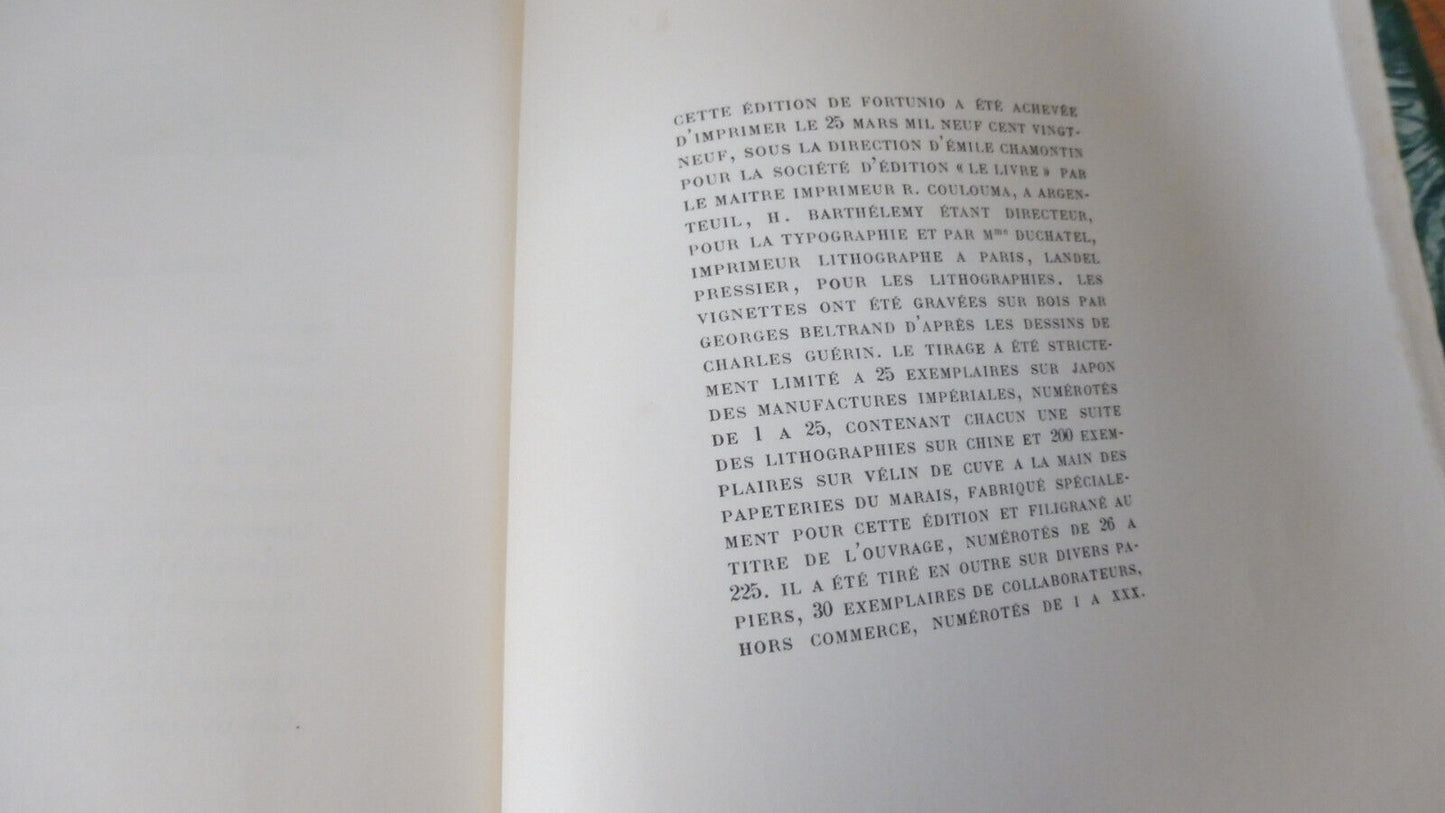 CETTE ÉDITION DE FORTUNIO A ÉTÉ ACHEVÉE
D'IMPRIMER LE 25 MARS MIL NEUF CENT VINGT-
NEUF, SOUS LA DIRECTION D'ÉMILE CHAMONTIN
POUR LA SOCIÉTÉ D'ÉDITION « LE LIVRE » PAR
LE MAITRE IMPRIMEUR R. COULOUMA, A ARGEN-
TEUIL, H. BARTHÉLEMY ÉTANT DIRECTEUR,
POUR LA TYPOGRAPHIE ET PAR Mme DUCHATEL,
IMPRIMEUR LITHOGRAPHE A PARIS, LANDEL
PRESSIER, POUR LES LITHOGRAPHIES. LES
VIGNETTES ONT ÉTÉ GRAVÉES SUR BOIS PAR
GEORGES BELTRAND D'APRÈS LES DESSINS DE
CHARLES GUÉRIN. LE TIRAGE A ÉTÉ STRICTE-
MENT LIMITÉ A 25 EXEMPLAIRES SUR JAPON
DES MANUFACTURES IMPÉRIALES, NUMÉROTÉS
DE 1 A 25, CONTENANT CHACUN UNE SUITE
DES LITHOGRAPHIES SUR CHINE ET 200 EXEM-
PLAIRES SUR VÉLIN DE CUVE A LA MAIN DES
PAPETERIES DU MARAIS, FABRIQUÉ SPÉCIALE-
MENT POUR CETTE ÉDITION ET FILIGRANÉ AU
TITRE DE L'OUVRAGE, NUMÉROTÉS DE 26 A
225. IL A ÉTÉ TIRÉ EN OUTRE SUR DIVERS PA-
PIERS, 30 EXEMPLAIRES DE COLLABORATEURS,
HORS COMMERCE, NUMÉROTÉS DE I A XXX.